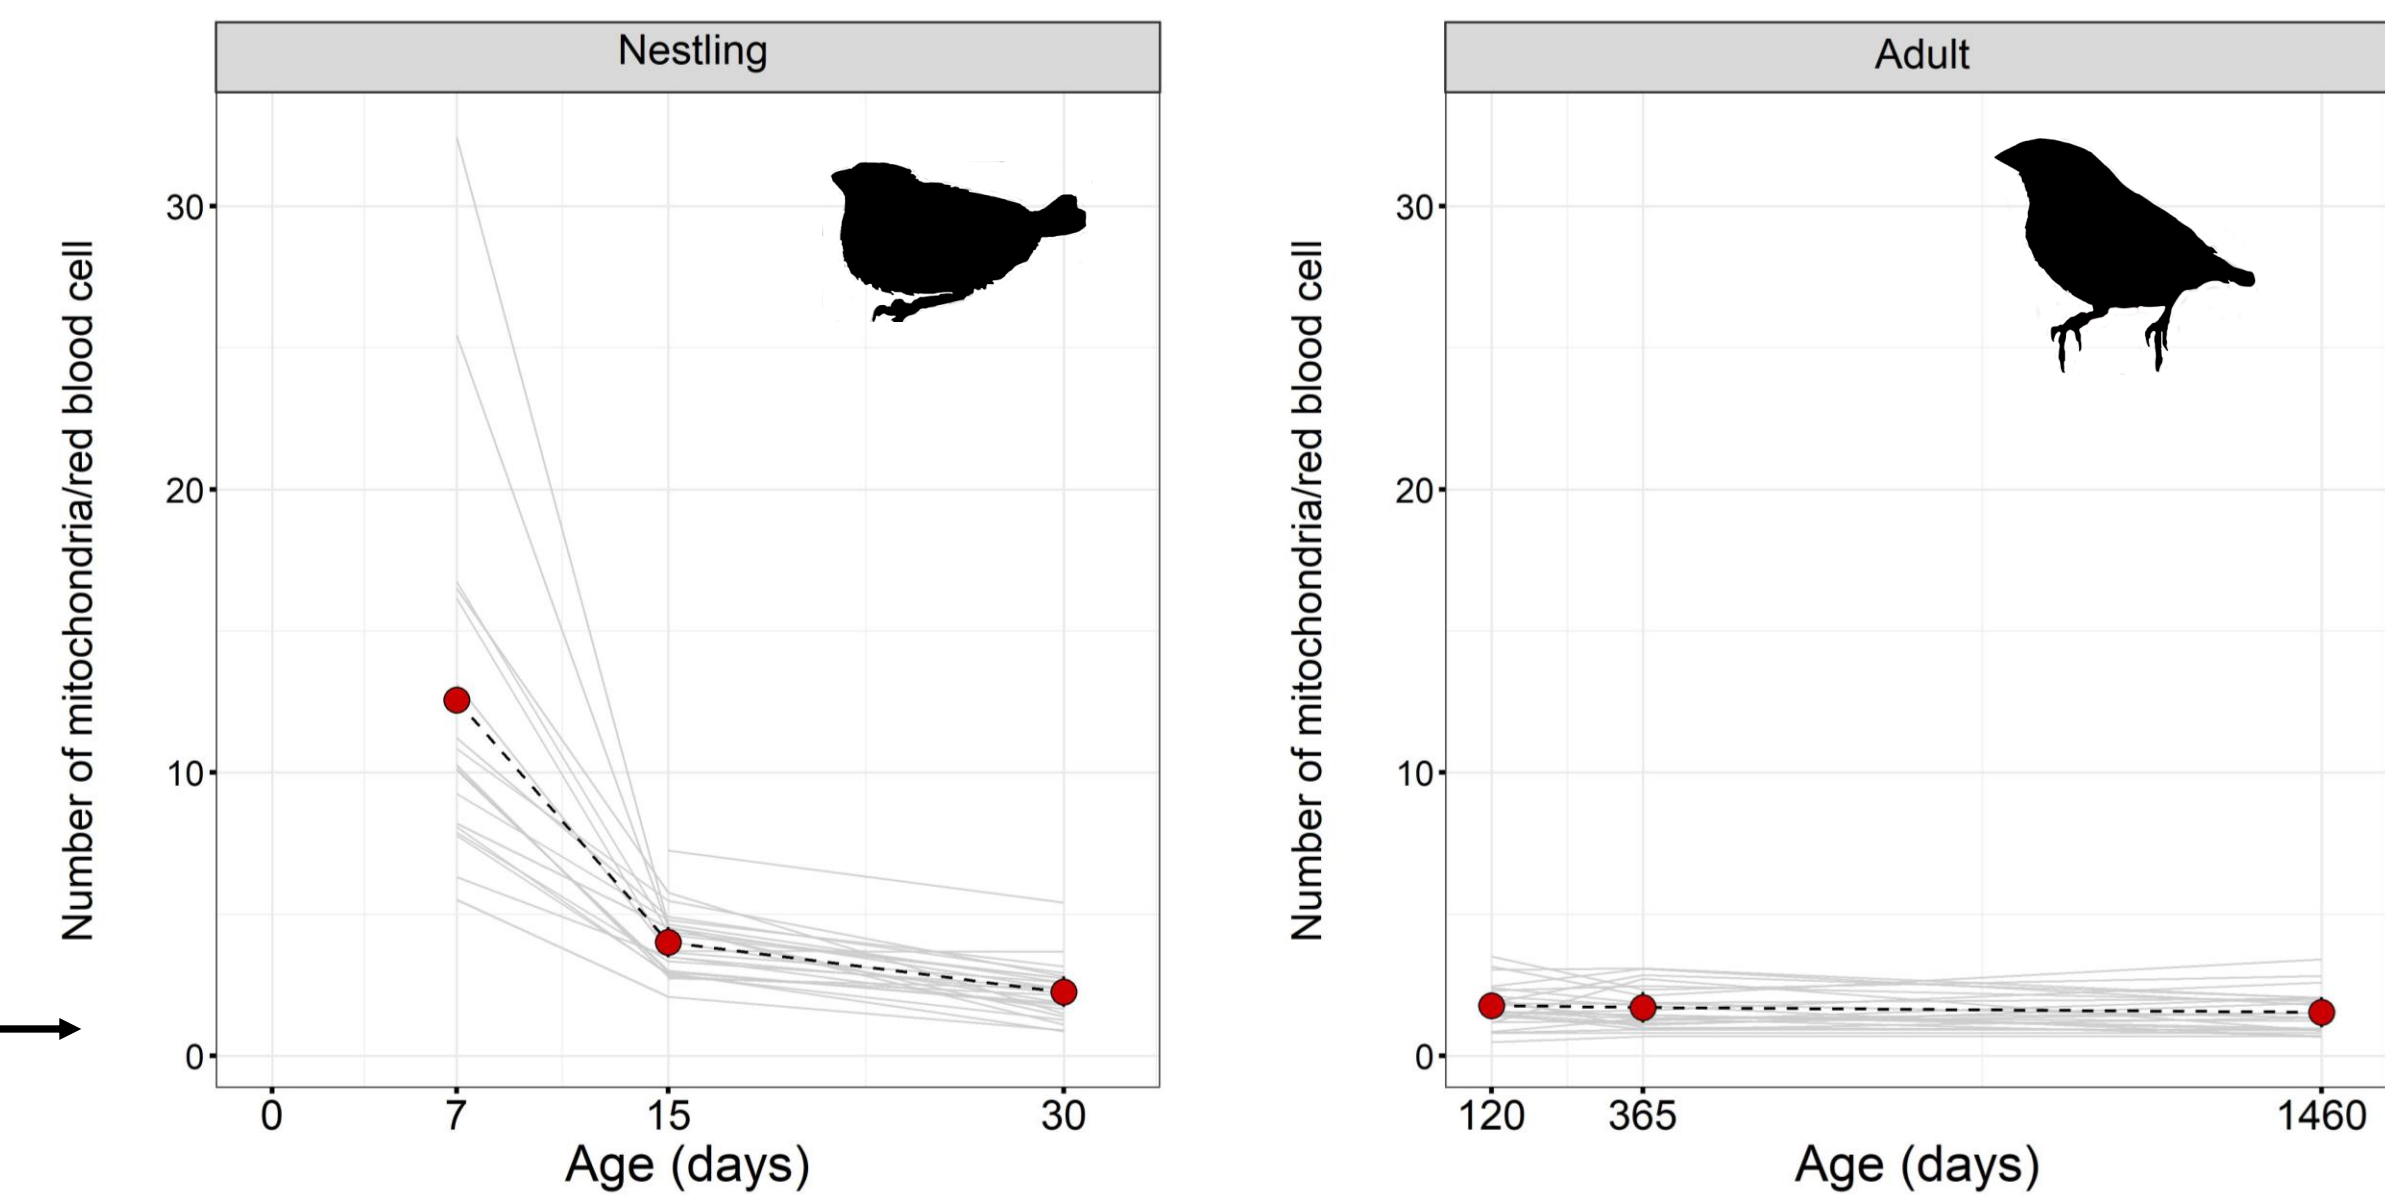 Nestling
Number of mitochondria/red blood cell
30
20
10
0
0 7 15 30
Age (days)
Adult
Number of mitochondria/red blood cell
30
20
10
0
120 365 1460
Age (days)